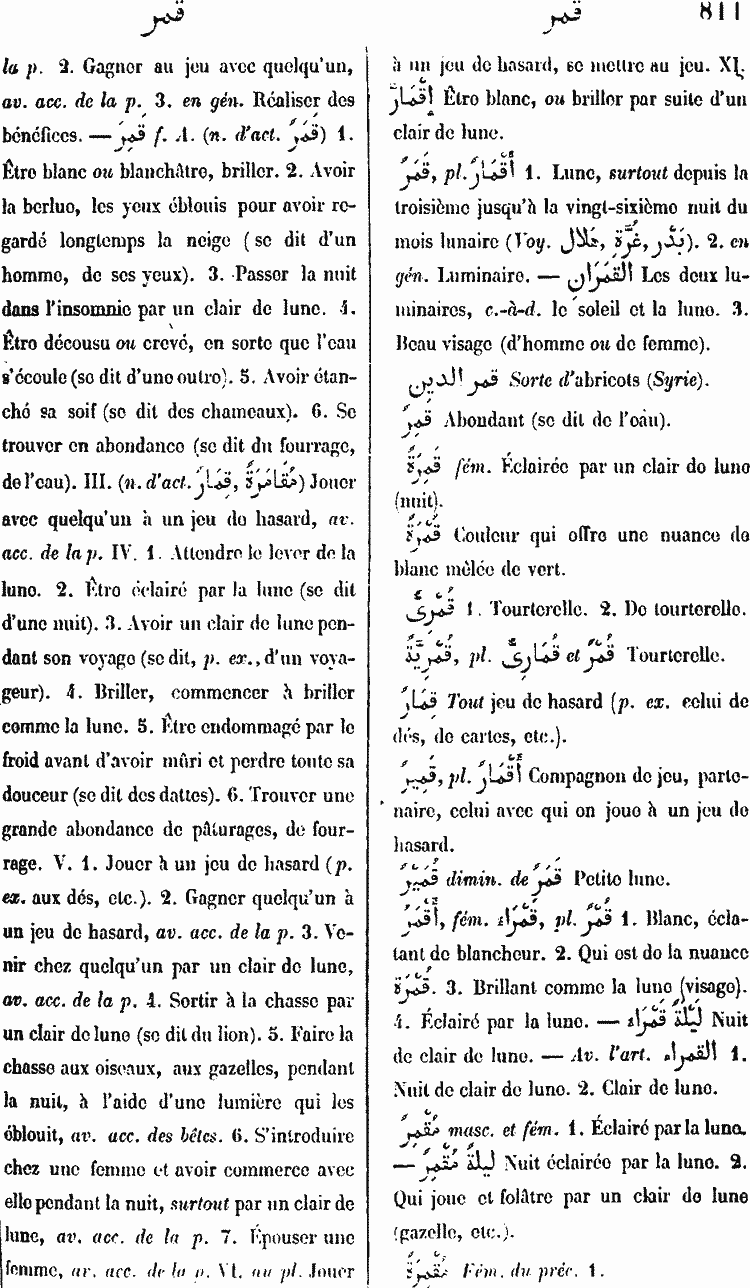 قمر
قمر
811
la p. 2. Gagner au jeu avec quelqu'un,
av. acc. de la p. 3. en gén. Réaliser des
bénéfices. — قَمِرَ f. A. (n. d'act. قَمَرٌ) 1.
Être blanc ou blanchâtre, briller. 2. Avoir
la berlue, les yeux éblouis pour avoir re-
gardé longtemps la neige (se dit d'un
homme, de ses yeux). 3. Passer la nuit
dans l'insomnie par un clair de lune. 4.
Être décousu ou crevé, en sorte que l'eau
s'écoule (se dit d'une outre). 5. Avoir étan-
ché sa soif (se dit des chameaux). 6. Se
trouver en abondance (se dit du fourrage,
de l'eau). III. (n. d'act. قِمَارٌ, مُقَامَرَةٌ) Jouer
avec quelqu'un à un jeu de hasard, av.
acc. de la p. IV. 1. Attendre le lever de la
lune. 2. Être éclairé par la lune (se dit
d'une nuit). 3. Avoir un clair de lune pen-
dant son voyage (se dit, p. ex., d'un voya-
geur). 4. Briller, commencer à briller
comme la lune. 5. Être endommagé par le
froid avant d'avoir mûri et perdre toute sa
douceur (se dit des dattes). 6. Trouver une
grande abondance de pâturages, de four-
rage. V. 1. Jouer à un jeu de hasard (p.
ex. aux dés, etc.). 2. Gagner quelqu'un à
un jeu de hasard, av. acc. de la p. 3. Ve-
nir chez quelqu'un par un clair de lune,
av. acc. de la p. 4. Sortir à la chasse par
un clair de lune (se dit du lion). 5. Faire la
chasse aux oiseaux, aux gazelles, pendant
la nuit, à l'aide d'une lumière qui les
éblouit, av. acc. des bêtes. 6. S'introduire
chez une femme et avoir commerce avec
elle pendant la nuit, surtout par un clair de
lune, av. acc. de la p. 7. Épouser une
femme, av. acc. de la p. VI. au pl. Jouer
à un jeu de hasard, se mettre au jeu. XI.
إِقْمَارَّ Être blanc, ou briller par suite d'un
clair de lune.
قَمَرٌ, pl. أَقْمَارٌ 1. Lune, surtout depuis la
troisième jusqu'à la vingt-sixième nuit du
mois lunaire (Voy. بَدْر, غُرَّة, هِلَال). 2. en
gén. Luminaire. — القَمَرَان Les deux lu-
minaires, c.-à-d. le soleil et la lune. 3.
Beau visage (d'homme ou de femme).
قمر الدين Sorte d'abricots (Syrie).
قَمِرٌ Abondant (se dit de l'eau).
قَمِرَةٌ fém. Éclairée par un clair de lune
(nuit).
قُمْرَةٌ Couleur qui offre une nuance de
blanc mêlée de vert.
قُمْرِىٌّ 1. Tourterelle. 2. De tourterelle.
قُمْرِيَّةٌ, pl. قَمَارِىُّ et قُمْرٌ Tourterelle.
قِمَارٌ Tout jeu de hasard (p. ex. celui de
dés, de cartes, etc.).
قَمِيرٌ, pl. أَقْمَارٌ Compagnon de jeu, parte-
naire, celui avec qui on joue à un jeu de
hasard.
قُمَيْرٌ dimin. de قَمَرٌ Petite lune.
أَقْمَرُ, fém. قَمْرَاءُ, pl. قُمْرٌ 1. Blanc, écla-
tant de blancheur. 2. Qui est de la nuance
قُمْرَة. 3. Brillant comme la lune (visage).
4. Éclairé par la lune. — لَيْلَةٌ قَمْرَاءُ Nuit
de clair de lune. — Av. l'art. القمراء 1.
Nuit de clair de lune. 2. Clair de lune.
مُقْمِرٌ masc. et fém. 1. Éclairé par la lune.
— لَيْلَةٌ مُقْمِرٌ Nuit éclairée par la lune. 2.
Qui joue et folâtre par un clair de lune
(gazelle, etc.).
مُقْمِرَةٌ Fém. du préc. 1.